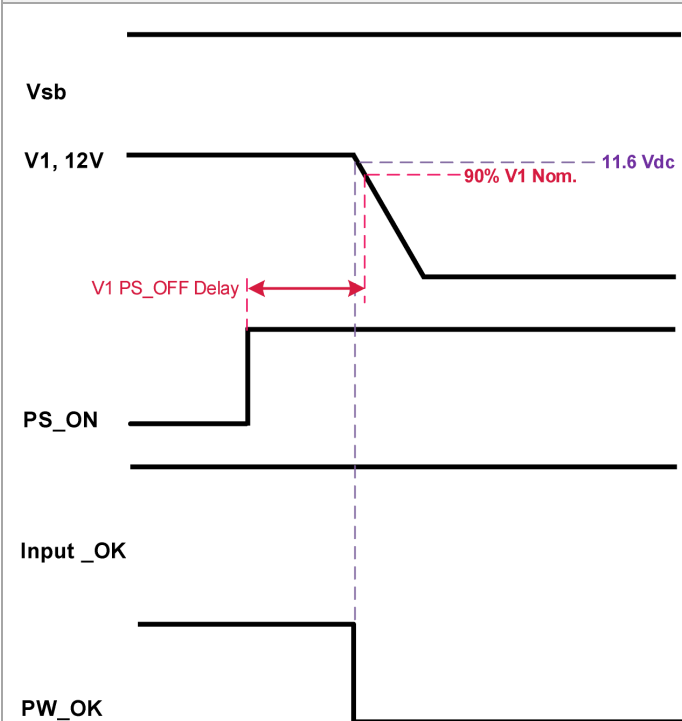 Vsb
V1, 12V
11.6 Vdc
90% V1 Nom.
V1 PS_OFF Delay
PS_ON
Input _OK
PW_OK